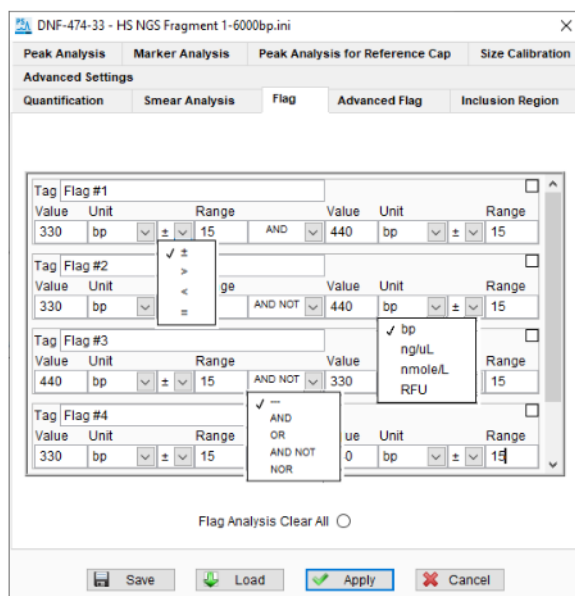 DNF-474-33 - HS NGS Fragment 1-6000bp.ini
Peak Analysis Marker Analysis Peak Analysis for Reference Cap Size Calibration
Advanced Settings
Quantification Smear Analysis Flag Advanced Flag Inclusion Region
Tag Flag #1
Value Unit Range Value Unit Range
330 bp ± 15 AND 440 bp ± 15
✓ ±
>
<
=
Tag Flag #2
Value Unit ge Value Unit Range
330 bp AND NOT 440 bp ± 15
✓ bp
ng/uL
nmole/L
RFU
Tag Flag #3
Value Unit Range Value Range
440 bp ± 15 AND NOT 330 15
✓ ---
AND
OR
AND NOT
NOR
Tag Flag #4
Value Unit Range ue Unit Range
330 bp ± 15 0 bp ± 15
Flag Analysis Clear All
Save Load Apply Cancel